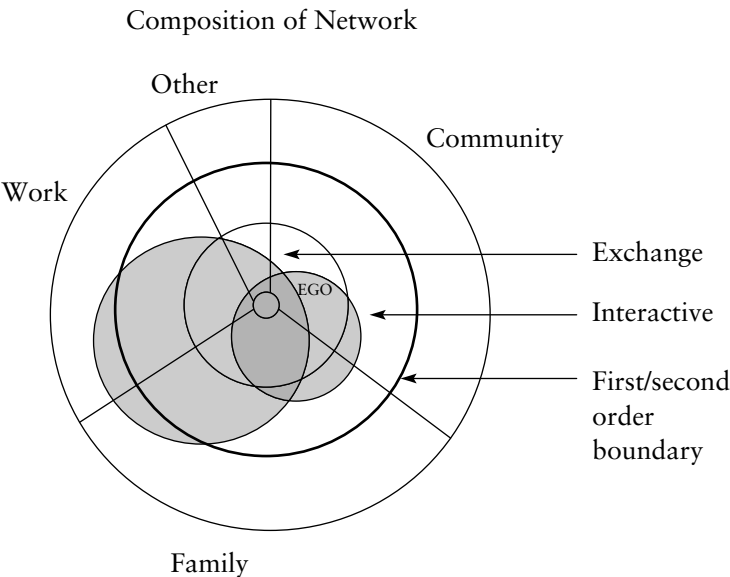 Composition of Network
Other
Community
Work
Exchange
EGO
Interactive
First/second
order
boundary
Family